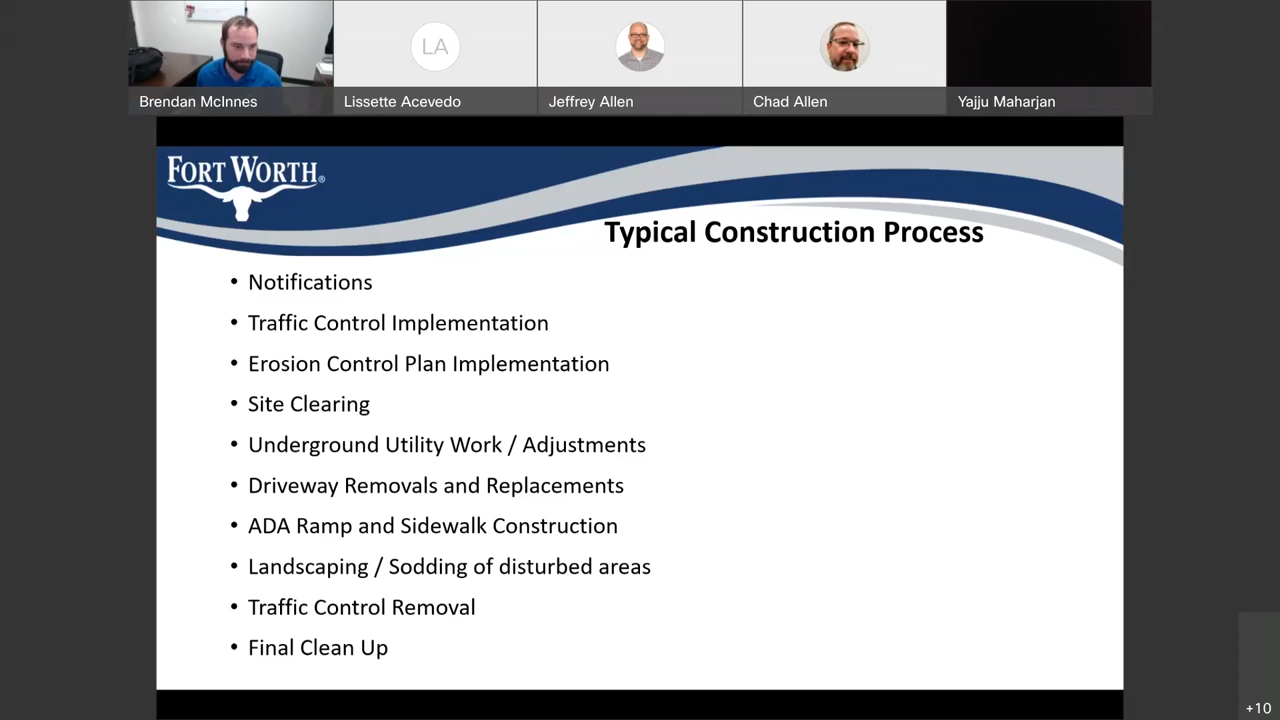 LA
Brendan McInnes
Lissette Acevedo
Jeffrey Allen
Chad Allen
Yajju Maharjan
FORT WORTH®
Typical Construction Process
• Notifications
• Traffic Control Implementation
• Erosion Control Plan Implementation
• Site Clearing
• Underground Utility Work / Adjustments
• Driveway Removals and Replacements
• ADA Ramp and Sidewalk Construction
• Landscaping / Sodding of disturbed areas
• Traffic Control Removal
• Final Clean Up
+10